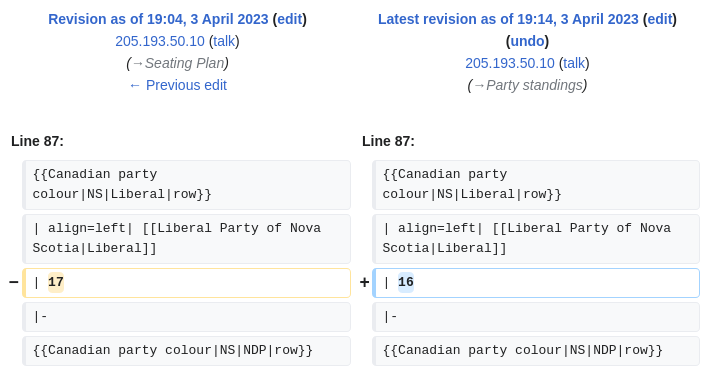 Revision as of 19:04, 3 April 2023 (edit)
205.193.50.10 (talk)
(→Seating Plan)
← Previous edit
Latest revision as of 19:14, 3 April 2023 (edit)
(undo)
205.193.50.10 (talk)
(→Party standings)
Line 87:
Line 87:
{{Canadian party
colour|NS|Liberal|row}}
{{Canadian party
colour|NS|Liberal|row}}
| align=left| [[Liberal Party of Nova
Scotia|Liberal]]
| align=left| [[Liberal Party of Nova
Scotia|Liberal]]
− | 17
+ | 16
|-
|-
{{Canadian party colour|NS|NDP|row}}
{{Canadian party colour|NS|NDP|row}}